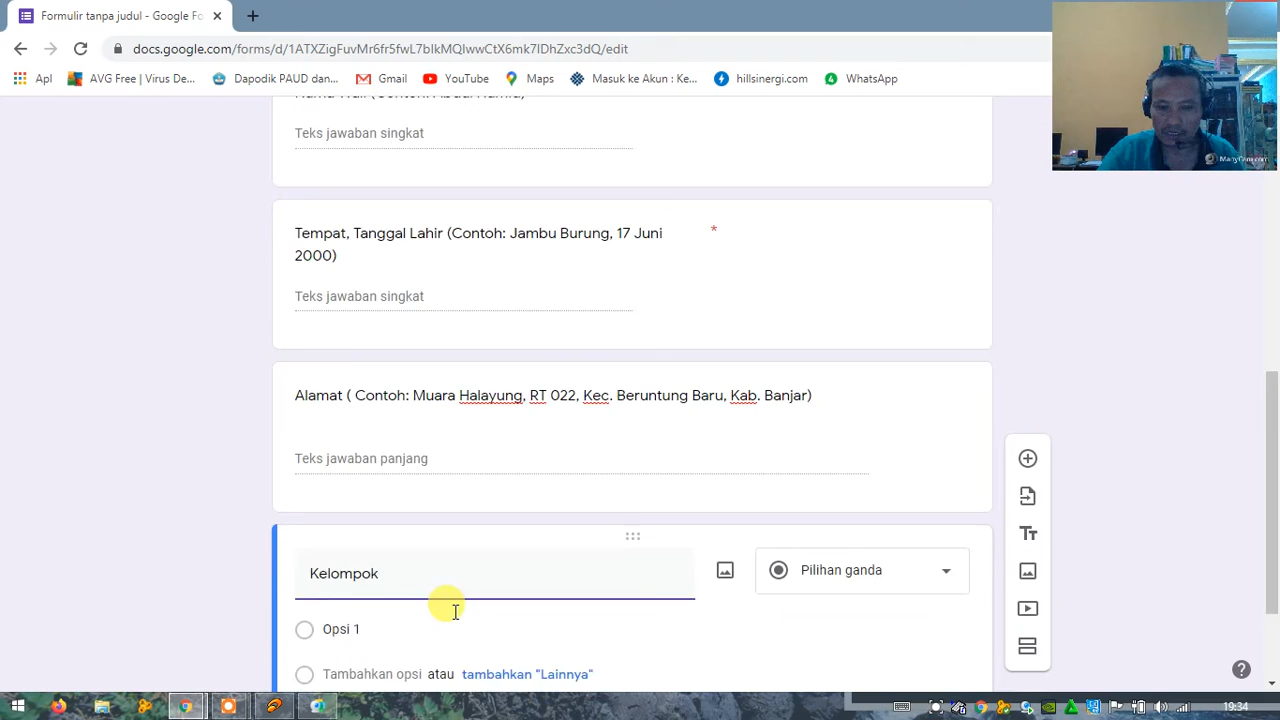 Formulir tanpa judul - Google Fo
docs.google.com/forms/d/1ATXZigFuvMr6fr5fwL7blkMQIwwCtX6mk7lDhZxc3dQ/edit
Apl
AVG Free | Virus De...
Dapodik PAUD dan...
Gmail
YouTube
Maps
Masuk ke Akun : Ke...
hillsinergi.com
WhatsApp
ManyCam.com
Teks jawaban singkat
Tempat, Tanggal Lahir (Contoh: Jambu Burung, 17 Juni *
2000)
Teks jawaban singkat
Alamat ( Contoh: Muara Halayung, RT 022, Kec. Beruntung Baru, Kab. Banjar)
Teks jawaban panjang
Kelompok
Pilihan ganda
Opsi 1
Tambahkan opsi atau tambahkan "Lainnya"
19:34